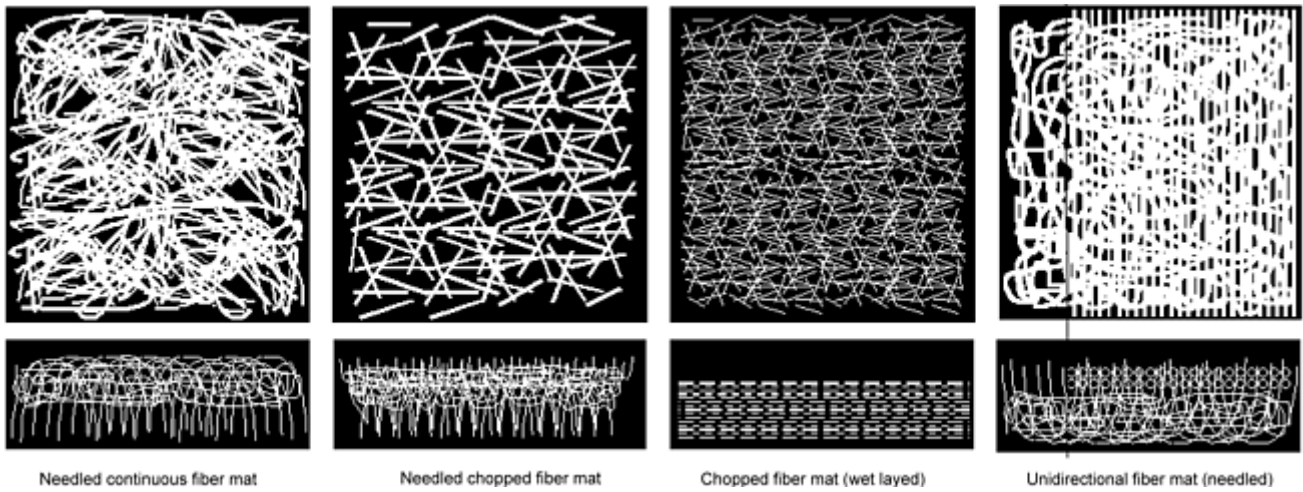 Needled continuous fiber mat
Needled chopped fiber mat
Chopped fiber mat (wet layed)
Unidirectional fiber mat (needled)